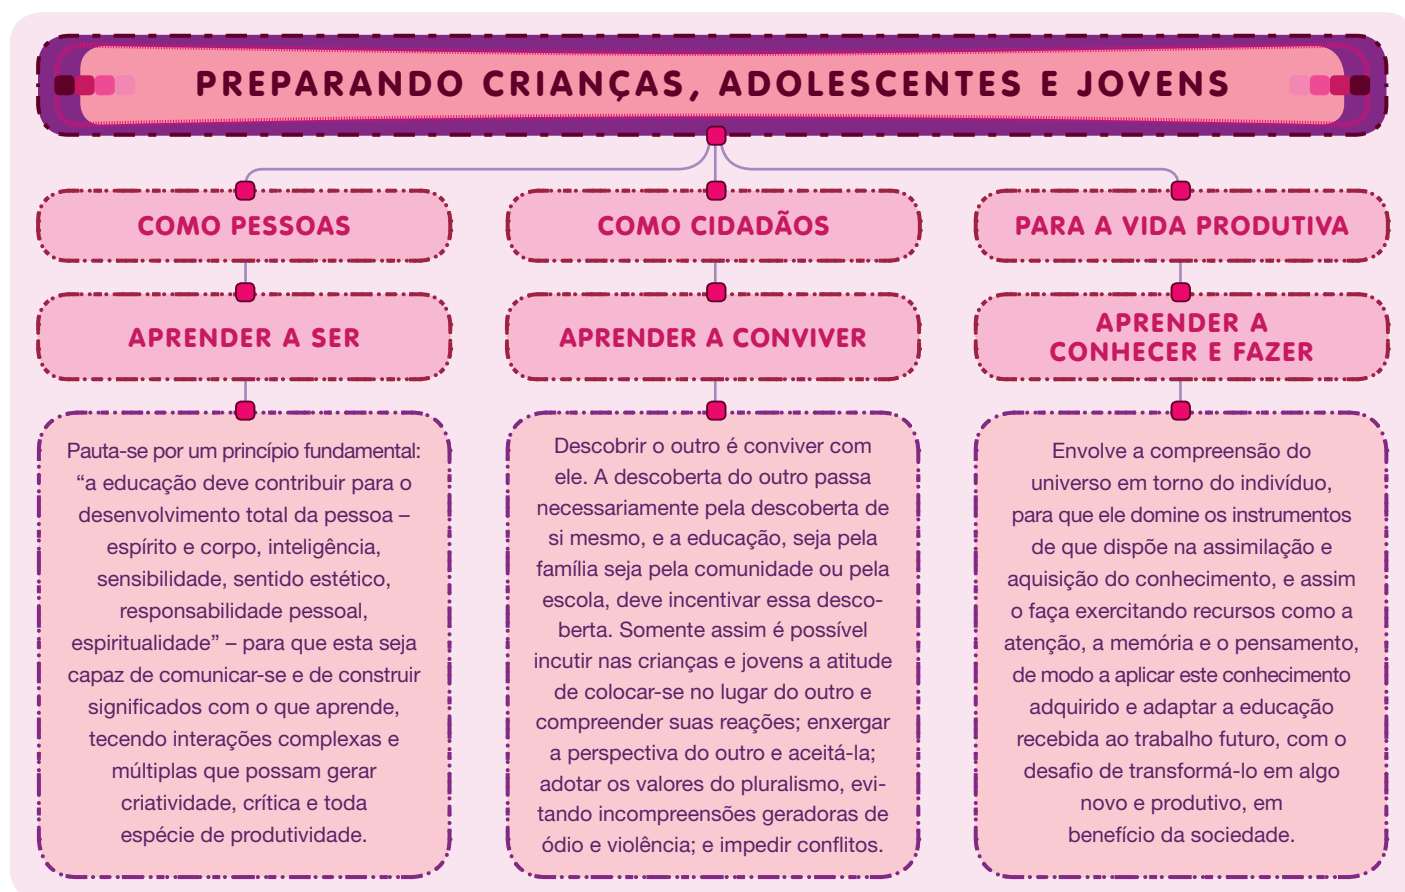 PREPARANDO CRIANÇAS, ADOLESCENTES E JOVENS
COMO PESSOAS
APRENDER A SER
Pauta-se por um princípio fundamental:
“a educação deve contribuir para o
desenvolvimento total da pessoa –
espírito e corpo, inteligência,
sensibilidade, sentido estético,
responsabilidade pessoal,
espiritualidade” – para que esta seja
capaz de comunicar-se e de construir
significados com o que aprende,
tecendo interações complexas e
múltiplas que possam gerar
criatividade, crítica e toda
espécie de produtividade.
COMO CIDADÃOS
APRENDER A CONVIVER
Descobrir o outro é conviver com
ele. A descoberta do outro passa
necessariamente pela descoberta de
si mesmo, e a educação, seja pela
família seja pela comunidade ou pela
escola, deve incentivar essa desco-
berta. Somente assim é possível
incutir nas crianças e jovens a atitude
de colocar-se no lugar do outro e
compreender suas reações; enxergar
a perspectiva do outro e aceitá-la;
adotar os valores do pluralismo, evi-
tando incompreensões geradoras de
ódio e violência; e impedir conflitos.
PARA A VIDA PRODUTIVA
APRENDER A
CONHECER E FAZER
Envolve a compreensão do
universo em torno do indivíduo,
para que ele domine os instrumentos
de que dispõe na assimilação e
aquisição do conhecimento, e assim
o faça exercitando recursos como a
atenção, a memória e o pensamento,
de modo a aplicar este conhecimento
adquirido e adaptar a educação
recebida ao trabalho futuro, com o
desafio de transformá-lo em algo
novo e produtivo, em
benefício da sociedade.